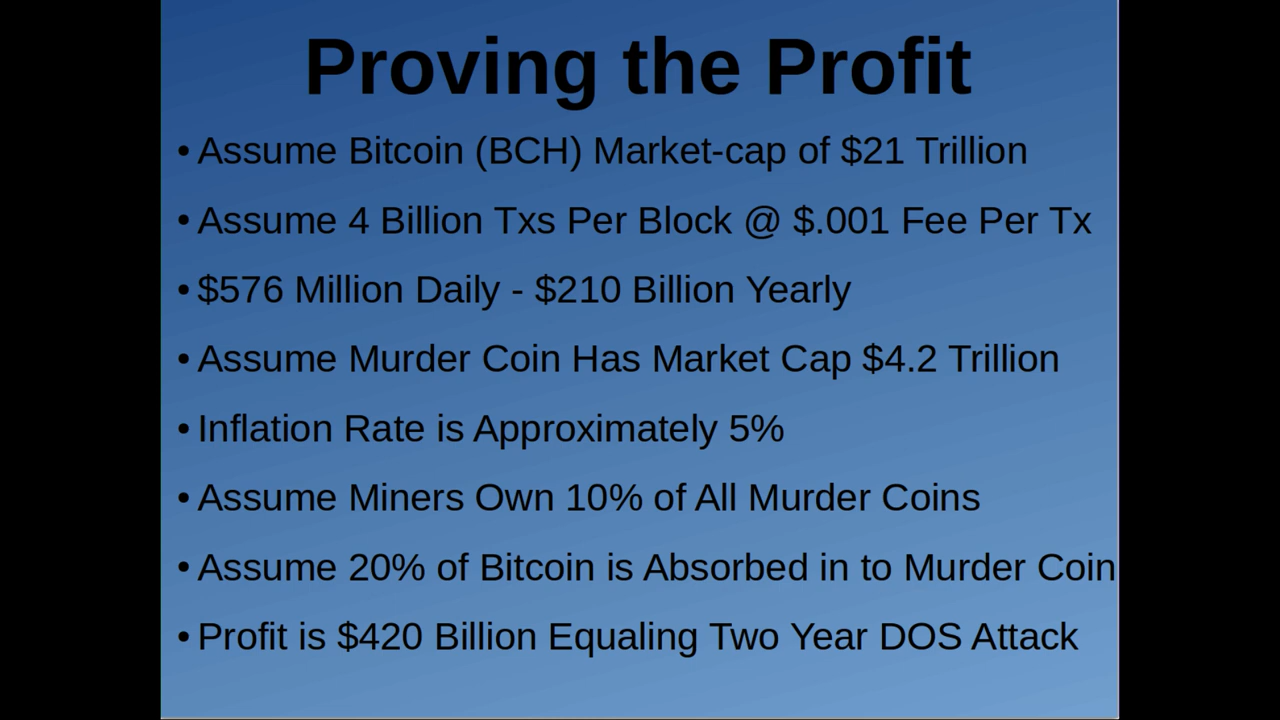 Proving the Profit
• Assume Bitcoin (BCH) Market-cap of $21 Trillion
• Assume 4 Billion Txs Per Block @ $.001 Fee Per Tx
• $576 Million Daily - $210 Billion Yearly
• Assume Murder Coin Has Market Cap $4.2 Trillion
• Inflation Rate is Approximately 5%
• Assume Miners Own 10% of All Murder Coins
• Assume 20% of Bitcoin is Absorbed in to Murder Coin
• Profit is $420 Billion Equaling Two Year DOS Attack